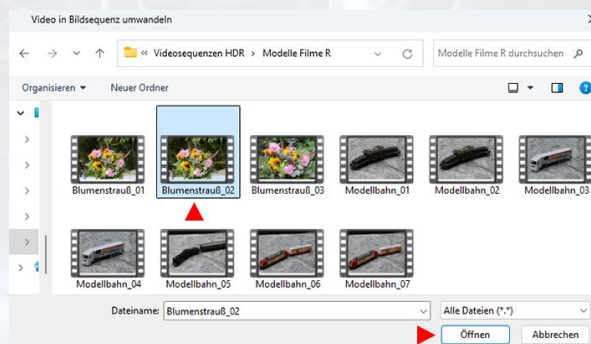 Video in Bildsequenz umwandeln
« Videosequenzen HDR > Modelle Filme R
Modelle Filme R durchsuchen
Organisieren
Neuer Ordner
Blumenstrauß_01
Blumenstrauß_02
Blumenstrauß_03
Modellbahn_01
Modellbahn_02
Modellbahn_03
Modellbahn_04
Modellbahn_05
Modellbahn_06
Modellbahn_07
Dateiname: Blumenstrauß_02
Alle Dateien (*.*)
Öffnen
Abbrechen